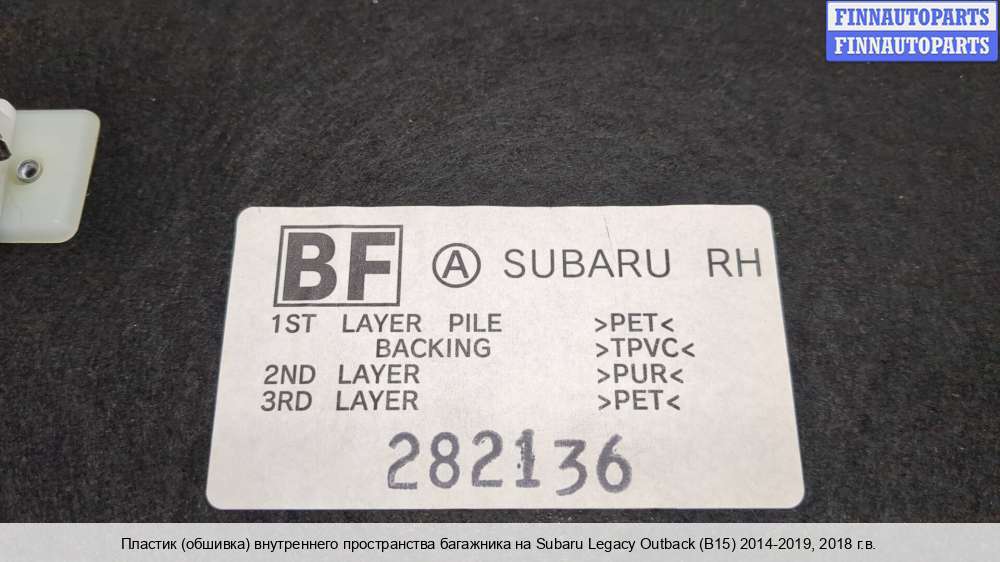 FINNAUTOPARTS
FINNAUTOPARTS
BF Ⓐ SUBARU RH
1ST LAYER PILE >PET<
BACKING >TPVC<
2ND LAYER >PUR<
3RD LAYER >PET<
282136
Пластик (обшивка) внутреннего пространства багажника на Subaru Legacy Outback (B15) 2014-2019, 2018 г.в.